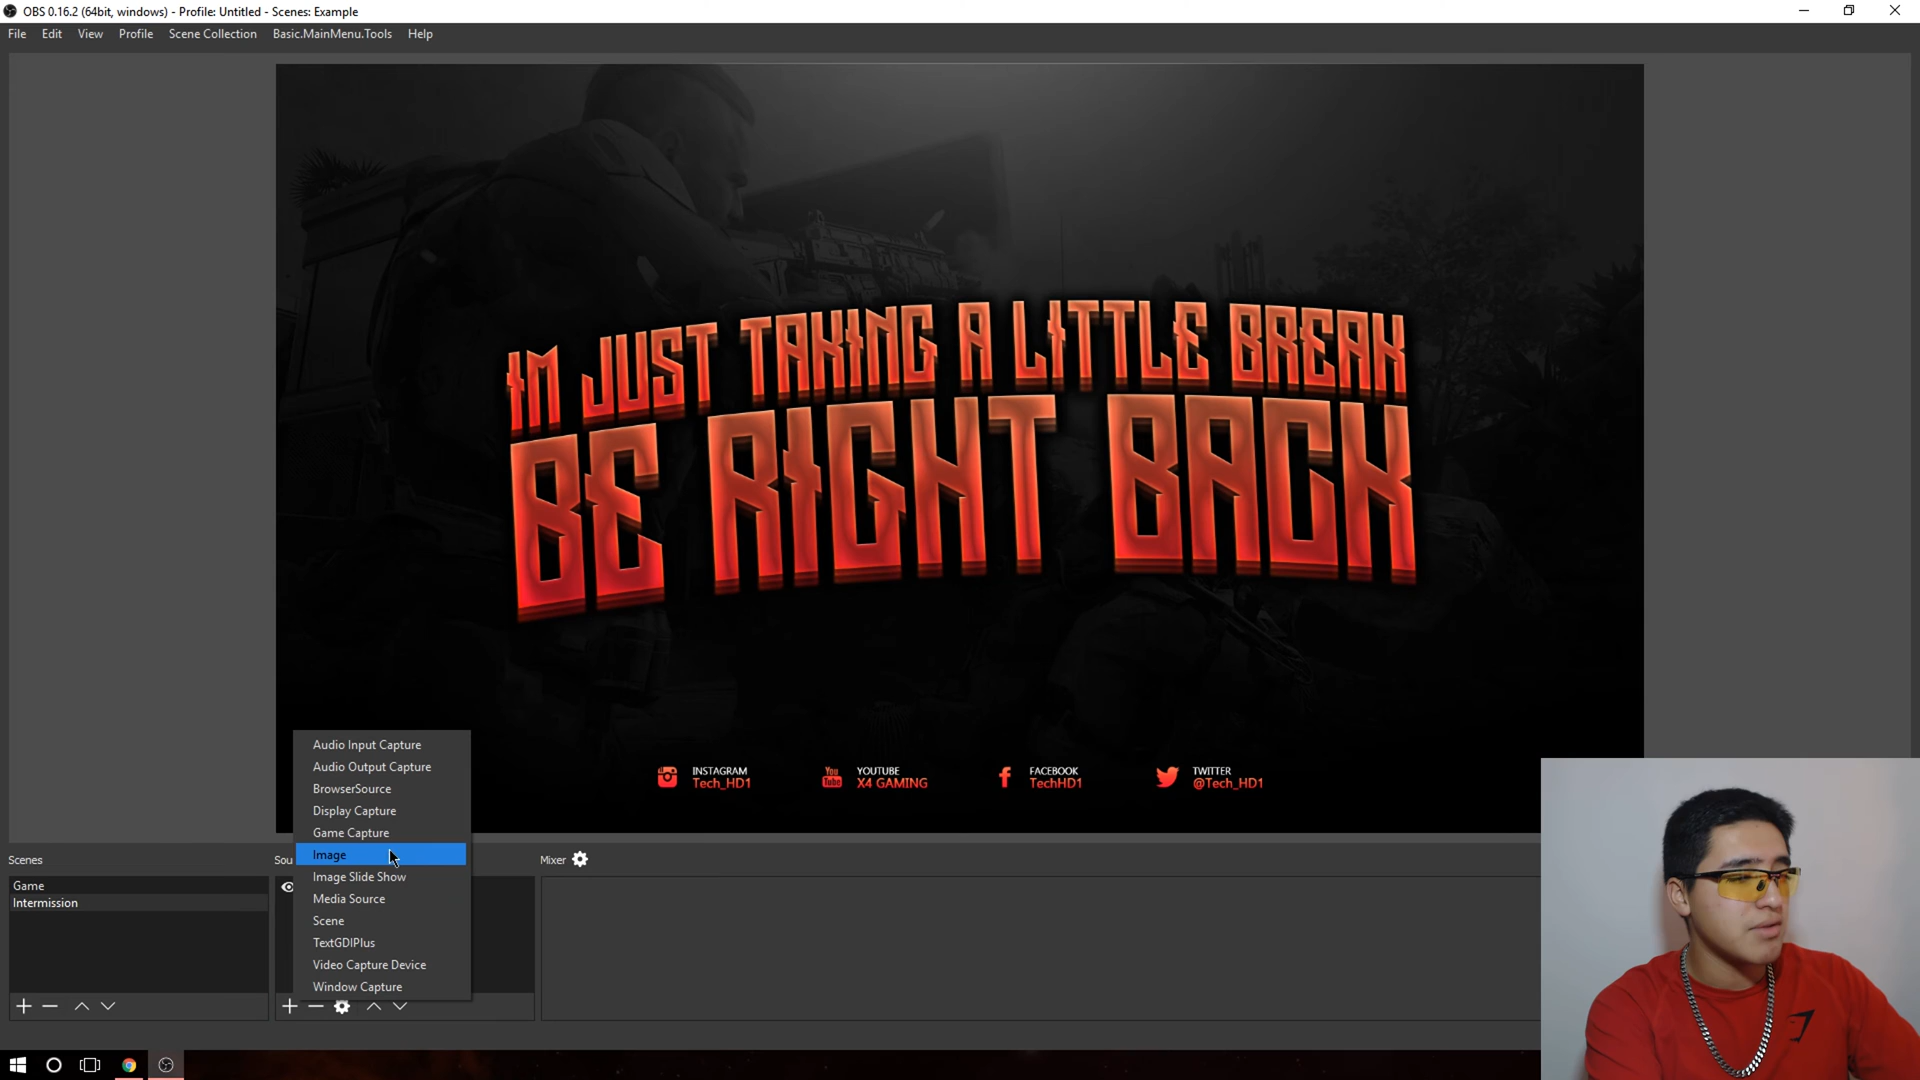 OBS 0.16.2 (64bit, windows) - Profile: Untitled - Scenes: Example
File Edit View Profile Scene Collection Basic.MainMenu.Tools Help
IM JUST TAKING A LITTLE BREAK
BE RIGHT BACK
INSTAGRAM
Tech_HD1
You Tube
YOUTUBE
X4 GAMING
FACEBOOK
TechHD1
TWITTER
@Tech_HD1
Audio Input Capture
Audio Output Capture
BrowserSource
Display Capture
Game Capture
Image
Image Slide Show
Media Source
Scene
TextGDIPlus
Video Capture Device
Window Capture
Scenes
Game
Intermission
Sou
Mixer